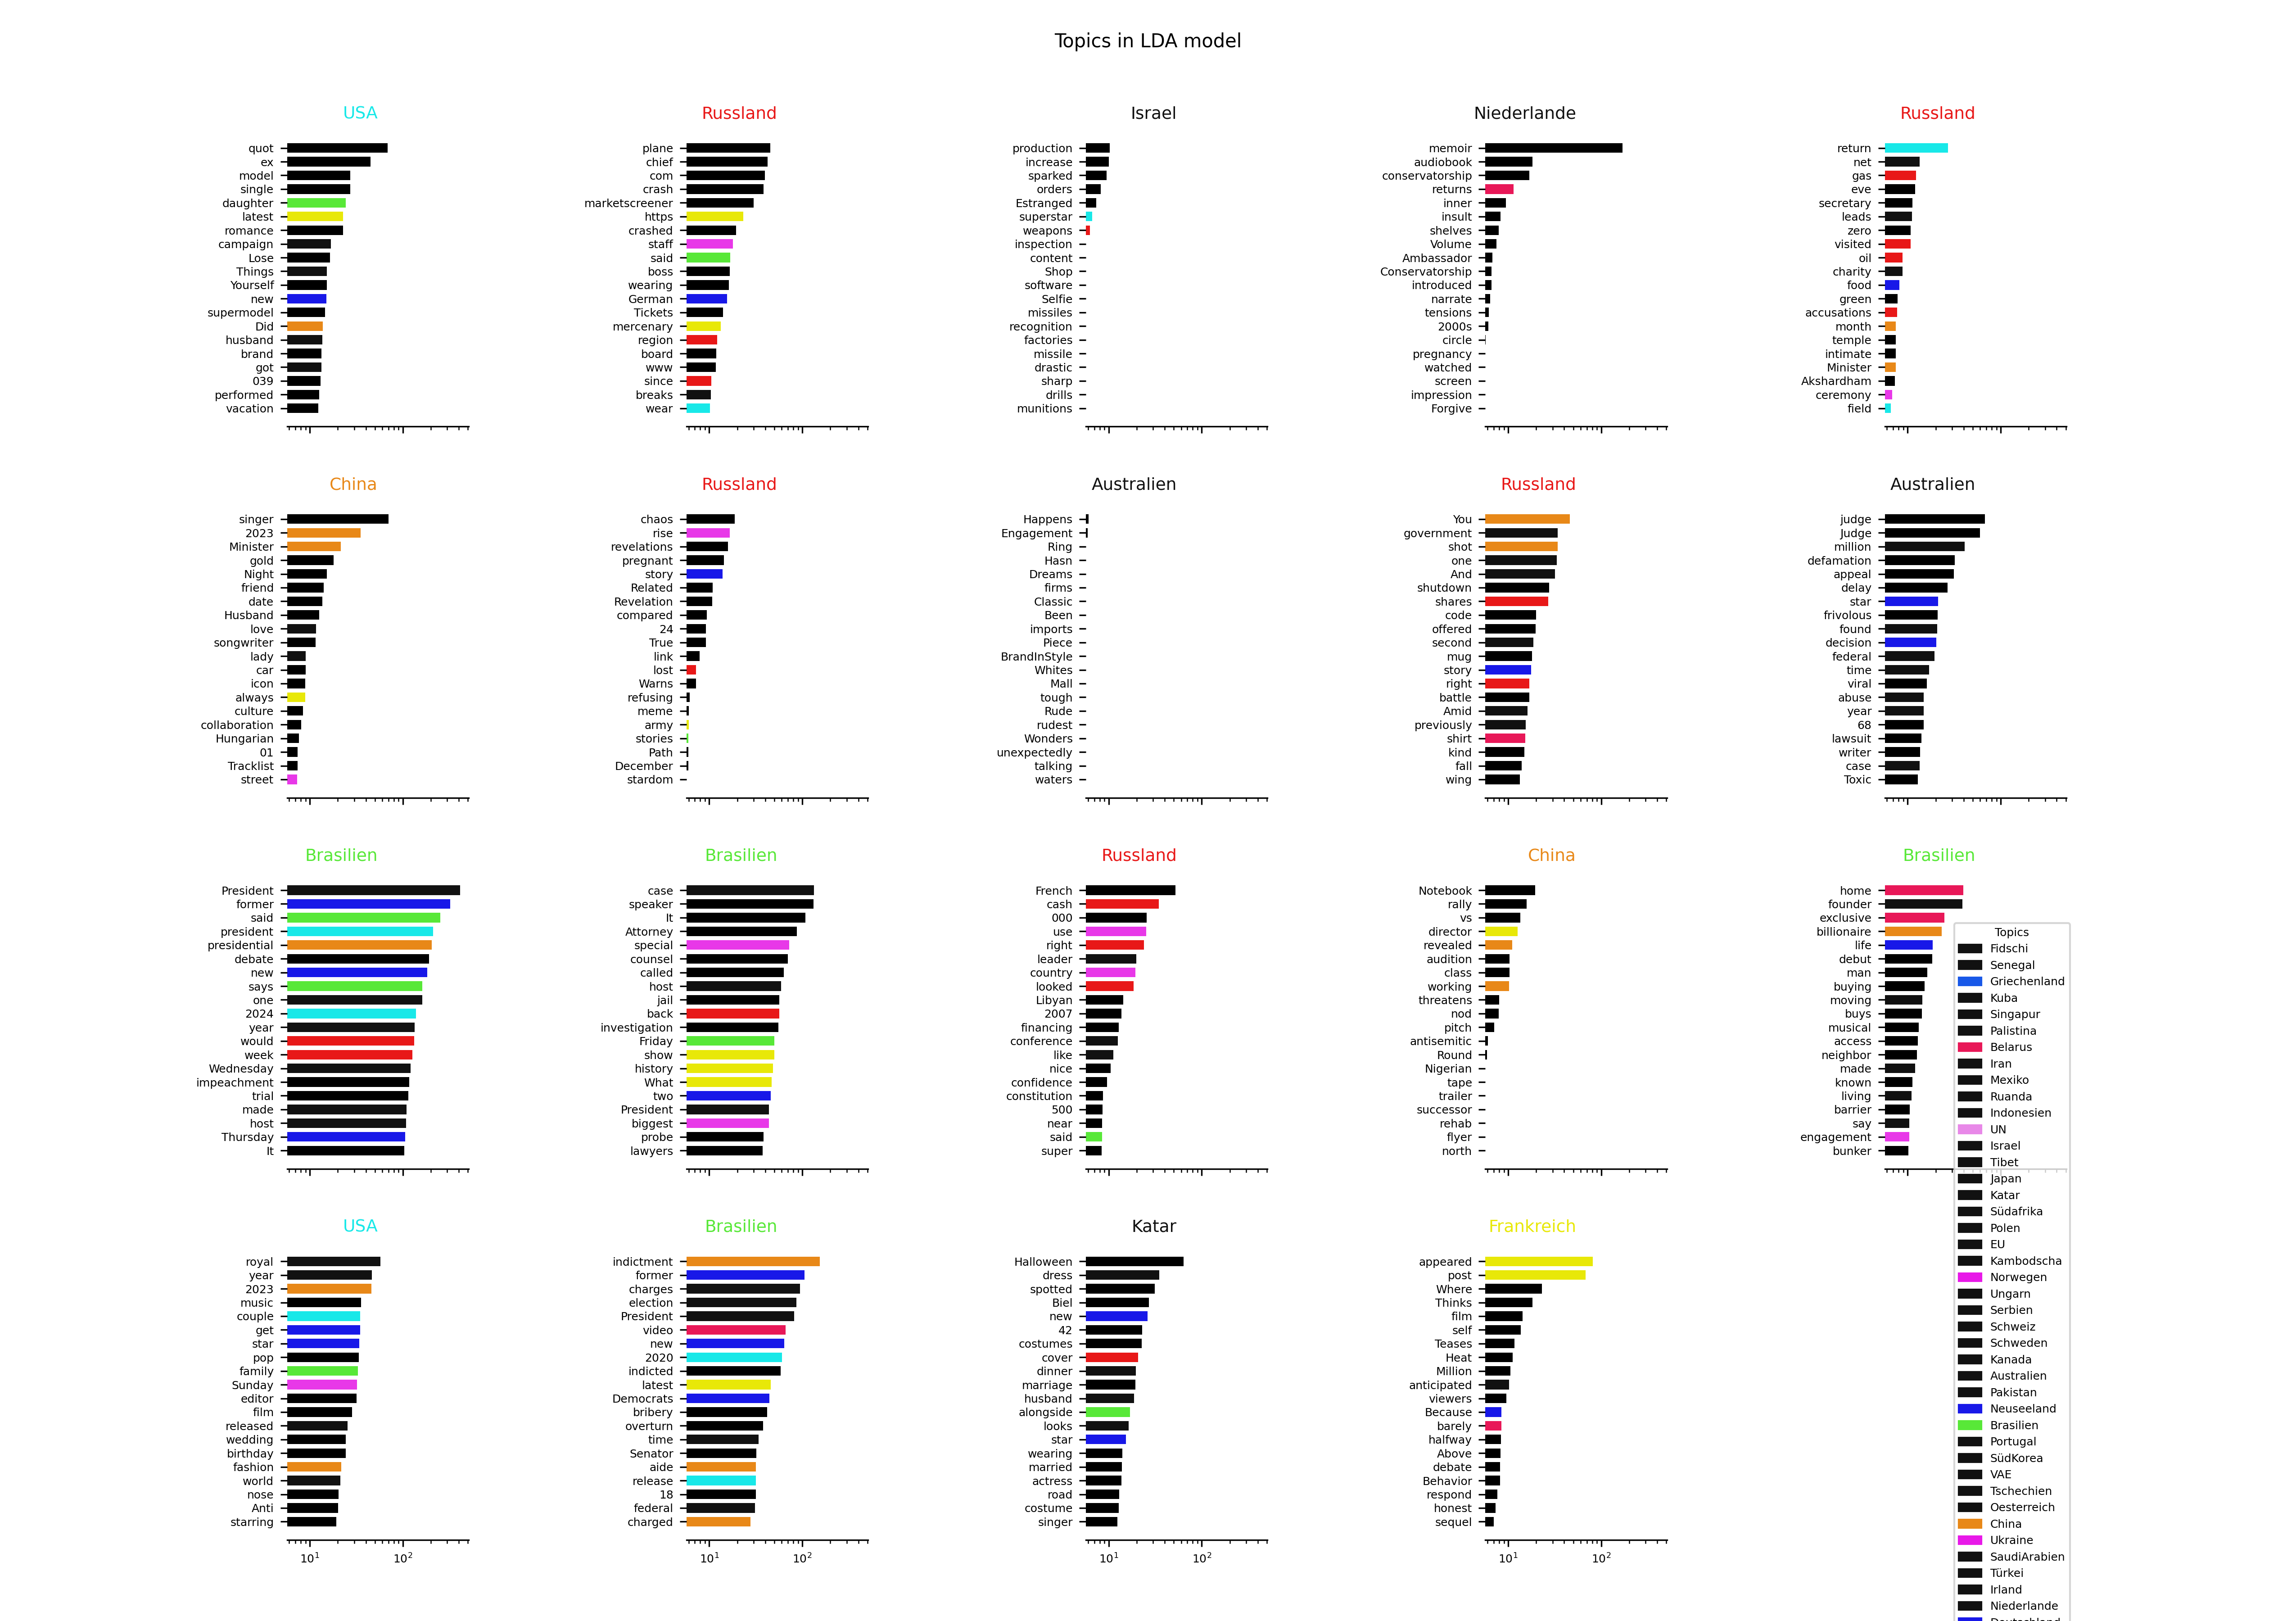 Topics in LDA model
USA
quot
ex
model
single
daughter
latest
romance
campaign
Lose
Things
Yourself
new
supermodel
Did
husband
brand
got
039
performed
vacation
Russland
plane
chief
com
crash
marketscreener
https
crashed
staff
said
boss
wearing
German
Tickets
mercenary
region
board
www
since
breaks
wear
Israel
production
increase
sparked
orders
Estranged
superstar
weapons
inspection
content
Shop
software
Selfie
missiles
recognition
factories
missile
drastic
sharp
drills
munitions
Niederlande
memoir
audiobook
conservatorship
returns
inner
insult
shelves
Volume
Ambassador
Conservatorship
introduced
narrate
tensions
2000s
circle
pregnancy
watched
screen
impression
Forgive
Russland
return
net
gas
eve
secretary
leads
zero
visited
oil
charity
food
green
accusations
month
temple
intimate
Minister
Akshardham
ceremony
field
China
singer
2023
Minister
gold
Night
friend
date
Husband
love
songwriter
lady
car
icon
always
culture
collaboration
Hungarian
01
Tracklist
street
Russland
chaos
rise
revelations
pregnant
story
Related
Revelation
compared
24
True
link
lost
Warns
refusing
meme
army
stories
Path
December
stardom
Australien
Happens
Engagement
Ring
Hasn
Dreams
firms
Classic
Been
imports
Piece
BrandInStyle
Whites
Mall
tough
Rude
rudest
Wonders
unexpectedly
talking
waters
Russland
You
government
shot
one
And
shutdown
shares
code
offered
second
mug
story
right
battle
Amid
previously
shirt
kind
fall
wing
Australien
judge
Judge
million
defamation
appeal
delay
star
frivolous
found
decision
federal
time
viral
abuse
year
68
lawsuit
writer
case
Toxic
Brasilien
President
former
said
president
presidential
debate
new
says
one
2024
year
would
week
Wednesday
impeachment
trial
made
host
Thursday
It
Brasilien
case
speaker
It
Attorney
special
counsel
called
host
jail
back
investigation
Friday
show
history
What
two
President
biggest
probe
lawyers
Russland
French
cash
000
use
right
leader
country
looked
Libyan
2007
financing
conference
like
nice
confidence
constitution
500
near
said
super
China
Notebook
rally
vs
director
revealed
audition
class
working
threatens
nod
pitch
antisemitic
Round
Nigerian
tape
trailer
successor
rehab
flyer
north
Brasilien
home
founder
exclusive
billionaire
life
debut
man
buying
moving
buys
musical
access
neighbor
made
known
living
barrier
say
engagement
bunker
USA
royal
year
2023
music
couple
get
star
pop
family
Sunday
editor
film
released
wedding
birthday
fashion
world
nose
Anti
starring
10¹ 10²
Brasilien
indictment
former
charges
election
President
video
new
2020
indicted
latest
Democrats
bribery
overturn
time
Senator
aide
release
18
federal
charged
10¹ 10²
Katar
Halloween
dress
spotted
Biel
new
42
costumes
cover
dinner
marriage
husband
alongside
looks
star
wearing
married
actress
road
costume
singer
10¹ 10²
Frankreich
appeared
post
Where
Thinks
film
self
Teases
Heat
Million
anticipated
viewers
Because
barely
halfway
Above
debate
Behavior
respond
honest
sequel
10¹ 10²
Topics
Fidschi
Senegal
Griechenland
Kuba
Singapur
Palistina
Belarus
Iran
Mexiko
Ruanda
Indonesien
UN
Israel
Tibet
Japan
Katar
Südafrika
Polen
EU
Kambodscha
Norwegen
Ungarn
Serbien
Schweiz
Schweden
Kanada
Australien
Pakistan
Neuseeland
Brasilien
Portugal
SüdKorea
VAE
Tschechien
Oesterreich
China
Ukraine
SaudiArabien
Türkei
Irland
Niederlande